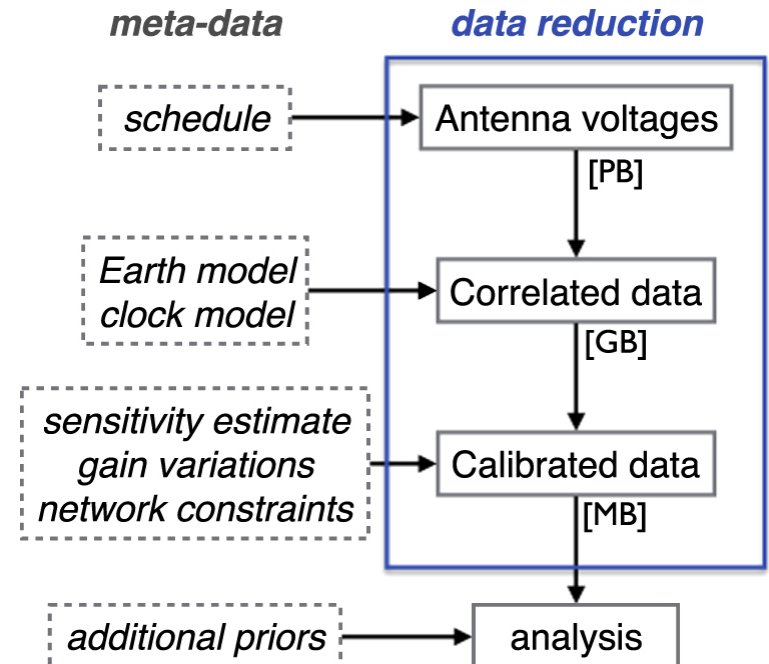 meta-data
data reduction
schedule
Antenna voltages
[PB]
Earth model
clock model
Correlated data
[GB]
sensitivity estimate
gain variations
network constraints
Calibrated data
[MB]
additional priors
analysis